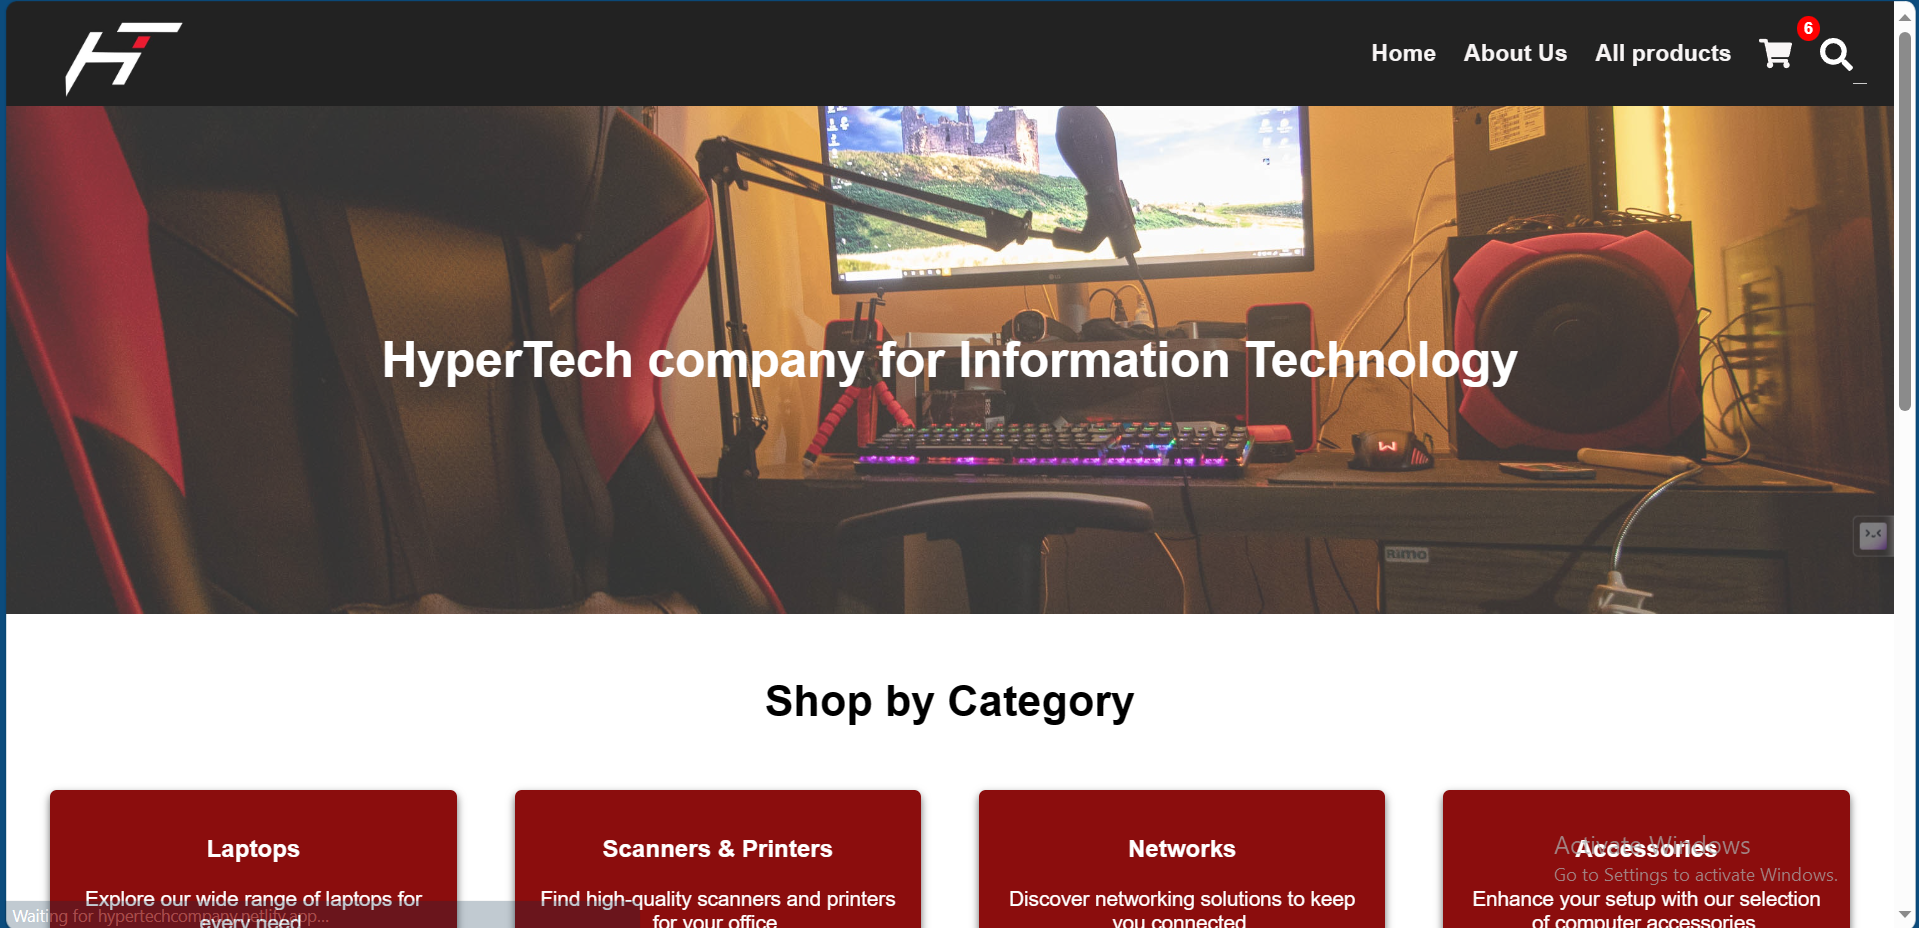 HT
Home About Us All products 6
HyperTech company for Information Technology
RIMO
Shop by Category
Laptops
Explore our wide range of laptops for
every need
Scanners & Printers
Find high-quality scanners and printers
for your office
Networks
Discover networking solutions to keep
you connected
Accessories
Enhance your setup with our selection
of computer accessories
Activate Windows
Go to Settings to activate Windows.
Waiting for hypertechcompany.netlify.app...